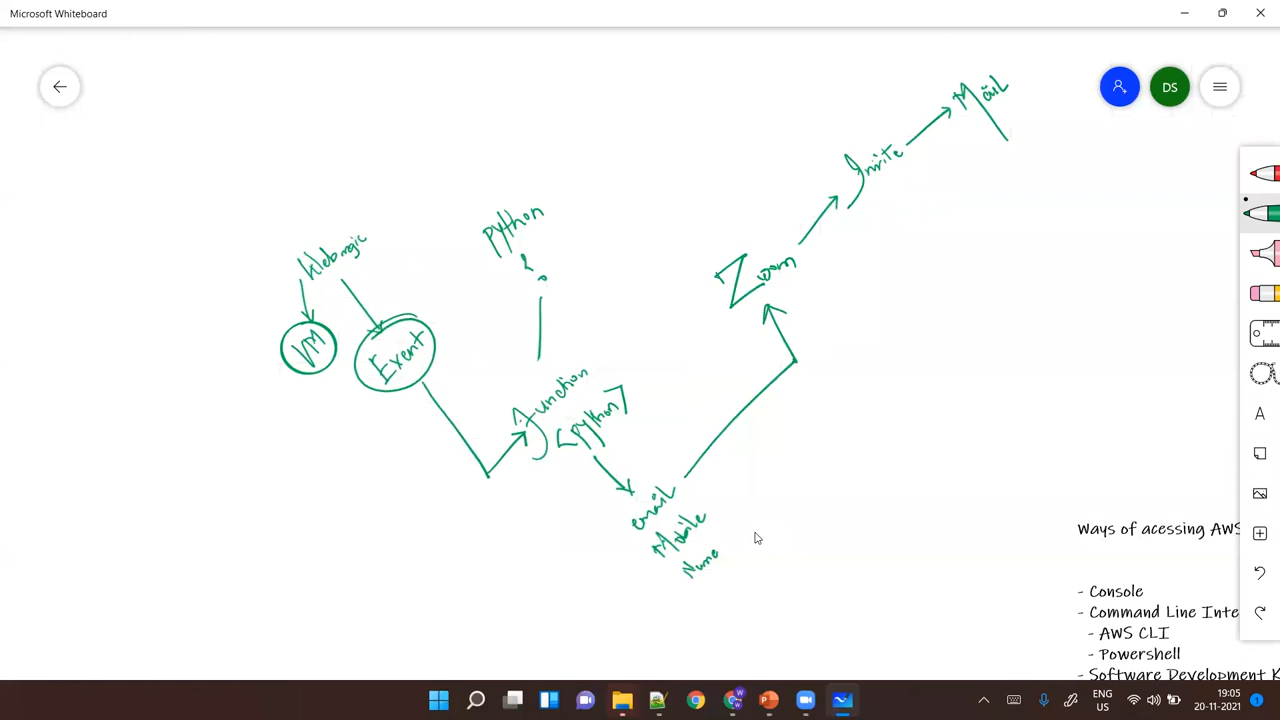 Microsoft Whiteboard
DS
Mail
Invite
Zoom
python
?
VM
Event
function
[python]
email
Mobile
Name
Ways of acessing AWS
- Console
- Command Line Inte
- AWS CLI
- Powershell
- Software Development K
A
ENG
US
19:05
20-11-2021
1